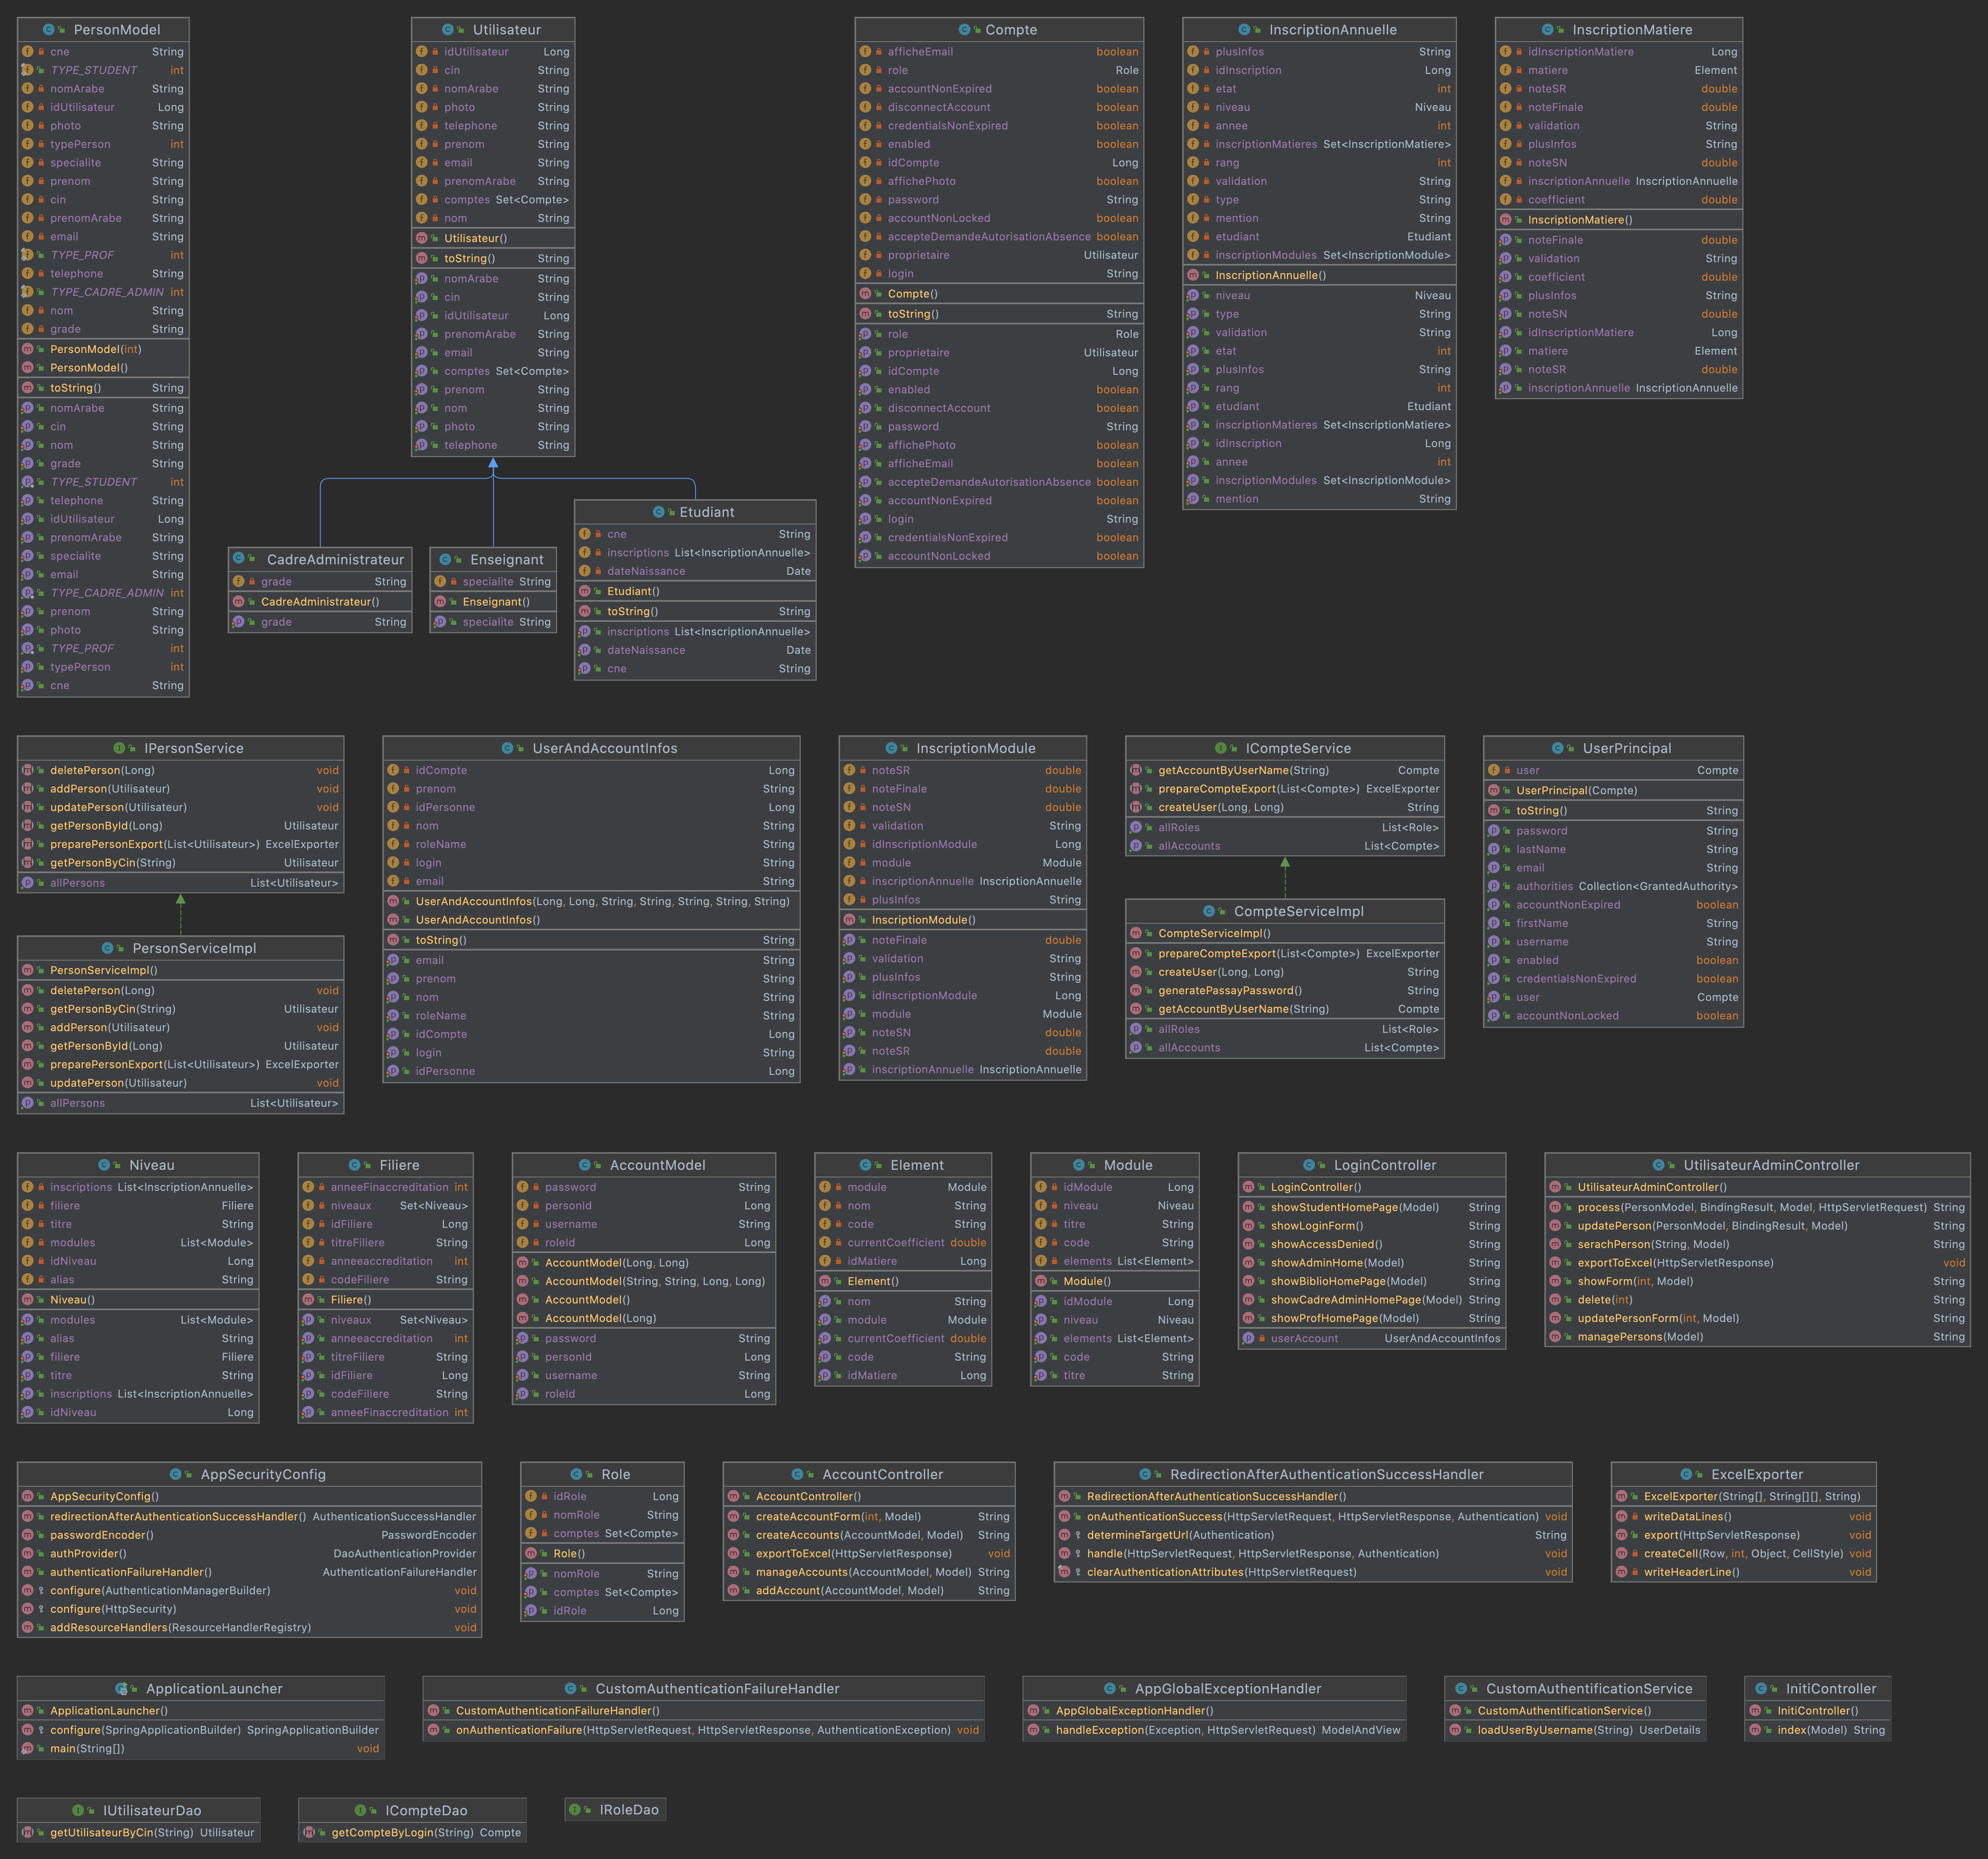 PersonModel
cne String
TYPE_STUDENT int
nomArabe String
idUtilisateur Long
photo String
typePerson int
specialite String
prenom String
cin String
prenomArabe String
email String
TYPE_PROF int
telephone String
TYPE_CADRE_ADMIN int
nom String
grade String
PersonModel(int)
PersonModel()
toString() String
nomArabe String
cin String
nom String
grade String
TYPE_STUDENT int
telephone String
idUtilisateur Long
prenomArabe String
specialite String
email String
TYPE_CADRE_ADMIN int
prenom String
photo String
TYPE_PROF int
typePerson int
cne String
Utilisateur
idUtilisateur Long
cin String
nomArabe String
photo String
telephone String
prenom String
email String
prenomArabe String
comptes Set<Compte>
nom String
Utilisateur()
toString() String
nomArabe String
cin String
idUtilisateur Long
prenomArabe String
email String
comptes Set<Compte>
prenom String
nom String
photo String
telephone String
CadreAdministrateur
grade String
CadreAdministrateur()
grade String
Enseignant
specialite String
Enseignant()
specialite String
Etudiant
cne String
inscriptions List<InscriptionAnnuelle>
dateNaissance Date
Etudiant()
toString() String
inscriptions List<InscriptionAnnuelle>
dateNaissance Date
cne String
Compte
afficheEmail boolean
role Role
accountNonExpired boolean
disconnectAccount boolean
credentialsNonExpired boolean
enabled boolean
idCompte Long
affichePhoto boolean
password String
accountNonLocked boolean
accepteDemandeAutorisationAbsence boolean
proprietaire Utilisateur
login String
Compte()
toString() String
role Role
proprietaire Utilisateur
idCompte Long
enabled boolean
disconnectAccount boolean
password String
affichePhoto boolean
afficheEmail boolean
accepteDemandeAutorisationAbsence boolean
accountNonExpired boolean
login String
credentialsNonExpired boolean
accountNonLocked boolean
InscriptionAnnuelle
plusInfos String
idInscription Long
etat int
niveau Niveau
annee int
inscriptionMatieres Set<InscriptionMatiere>
rang int
validation String
type String
mention String
etudiant Etudiant
inscriptionModules Set<InscriptionModule>
InscriptionAnnuelle()
niveau Niveau
type String
validation String
etat int
plusInfos String
rang int
etudiant Etudiant
inscriptionMatieres Set<InscriptionMatiere>
idInscription Long
annee int
inscriptionModules Set<InscriptionModule>
mention String
InscriptionMatiere
idInscriptionMatiere Long
matiere Element
noteSR double
noteFinale double
validation String
plusInfos String
noteSN double
inscriptionAnnuelle InscriptionAnnuelle
coefficient double
InscriptionMatiere()
noteFinale double
validation String
coefficient double
plusInfos String
noteSN double
idInscriptionMatiere Long
matiere Element
noteSR double
inscriptionAnnuelle InscriptionAnnuelle
IPersonService
deletePerson(Long) void
addPerson(Utilisateur) void
updatePerson(Utilisateur) void
getPersonById(Long) Utilisateur
preparePersonExport(List<Utilisateur>) ExcelExporter
getPersonByCin(String) Utilisateur
allPersons List<Utilisateur>
PersonServiceImpl
PersonServiceImpl()
deletePerson(Long) void
getPersonByCin(String) Utilisateur
addPerson(Utilisateur) void
getPersonById(Long) Utilisateur
preparePersonExport(List<Utilisateur>) ExcelExporter
updatePerson(Utilisateur) void
allPersons List<Utilisateur>
UserAndAccountInfos
idCompte Long
prenom String
idPersonne Long
nom String
roleName String
login String
email String
UserAndAccountInfos(Long, Long, String, String, String, String, String)
UserAndAccountInfos()
toString() String
email String
prenom String
nom String
roleName String
idCompte Long
login String
idPersonne Long
InscriptionModule
noteSR double
noteFinale double
noteSN double
validation String
idInscriptionModule Long
module Module
inscriptionAnnuelle InscriptionAnnuelle
plusInfos String
InscriptionModule()
noteFinale double
validation String
plusInfos String
idInscriptionModule Long
module Module
noteSN double
noteSR double
inscriptionAnnuelle InscriptionAnnuelle
ICompteService
getAccountByUserName(String) Compte
prepareCompteExport(List<Compte>) ExcelExporter
createUser(Long, Long) String
allRoles List<Role>
allAccounts List<Compte>
CompteServiceImpl
CompteServiceImpl()
prepareCompteExport(List<Compte>) ExcelExporter
createUser(Long, Long) String
generatePassayPassword() String
getAccountByUserName(String) Compte
allRoles List<Role>
allAccounts List<Compte>
UserPrincipal
user Compte
UserPrincipal(Compte)
toString() String
password String
lastName String
email String
authorities Collection<GrantedAuthority>
accountNonExpired boolean
firstName String
username String
enabled boolean
credentialsNonExpired boolean
user Compte
accountNonLocked boolean
Niveau
inscriptions List<InscriptionAnnuelle>
filiere Filiere
titre String
modules List<Module>
idNiveau Long
alias String
Niveau()
modules List<Module>
alias String
filiere Filiere
titre String
inscriptions List<InscriptionAnnuelle>
idNiveau Long
Filiere
anneeFinaccreditation int
niveaux Set<Niveau>
idFiliere Long
titreFiliere String
anneeaccreditation int
codeFiliere String
Filiere()
niveaux Set<Niveau>
anneeaccreditation int
titreFiliere String
idFiliere Long
codeFiliere String
anneeFinaccreditation int
AccountModel
password String
personId Long
username String
roleId Long
AccountModel(Long, Long)
AccountModel(String, String, Long, Long)
AccountModel()
AccountModel(Long)
password String
personId Long
username String
roleId Long
Element
module Module
nom String
code String
currentCoefficient double
idMatiere Long
Element()
nom String
module Module
currentCoefficient double
code String
idMatiere Long
Module
idModule Long
niveau Niveau
titre String
code String
elements List<Element>
Module()
idModule Long
niveau Niveau
elements List<Element>
code String
titre String
LoginController
LoginController()
showStudentHomePage(Model) String
showLoginForm() String
showAccessDenied() String
showAdminHome(Model) String
showBiblioHomePage(Model) String
showCadreAdminHomePage(Model) String
showProfHomePage(Model) String
userAccount UserAndAccountInfos
UtilisateurAdminController
UtilisateurAdminController()
process(PersonModel, BindingResult, Model, HttpServletRequest) String
updatePerson(PersonModel, BindingResult, Model) String
serachPerson(String, Model) String
exportToExcel(HttpServletResponse) void
showForm(int, Model) String
delete(int) String
updatePersonForm(int, Model) String
managePersons(Model) String
AppSecurityConfig
AppSecurityConfig()
redirectionAfterAuthenticationSuccessHandler() AuthenticationSuccessHandler
passwordEncoder() PasswordEncoder
authProvider() DaoAuthenticationProvider
authenticationFailureHandler() AuthenticationFailureHandler
configure(AuthenticationManagerBuilder) void
configure(HttpSecurity) void
addResourceHandlers(ResourceHandlerRegistry) void
Role
idRole Long
nomRole String
comptes Set<Compte>
Role()
nomRole String
comptes Set<Compte>
idRole Long
AccountController
AccountController()
createAccountForm(int, Model) String
createAccounts(AccountModel, Model) String
exportToExcel(HttpServletResponse) void
manageAccounts(AccountModel, Model) String
addAccount(AccountModel, Model) String
RedirectionAfterAuthenticationSuccessHandler
RedirectionAfterAuthenticationSuccessHandler()
onAuthenticationSuccess(HttpServletRequest, HttpServletResponse, Authentication) void
determineTargetUrl(Authentication) String
handle(HttpServletRequest, HttpServletResponse, Authentication) void
clearAuthenticationAttributes(HttpServletRequest) void
ExcelExporter
ExcelExporter(String[], String[][], String)
writeDataLines() void
export(HttpServletResponse) void
createCell(Row, int, Object, CellStyle) void
writeHeaderLine() void
ApplicationLauncher
ApplicationLauncher()
configure(SpringApplicationBuilder) SpringApplicationBuilder
main(String[]) void
CustomAuthenticationFailureHandler
CustomAuthenticationFailureHandler()
onAuthenticationFailure(HttpServletRequest, HttpServletResponse, AuthenticationException) void
AppGlobalExceptionHandler
AppGlobalExceptionHandler()
handleException(Exception, HttpServletRequest) ModelAndView
CustomAuthentificationService
CustomAuthentificationService()
loadUserByUsername(String) UserDetails
InitiController
InitiController()
index(Model) String
IUtilisateurDao
getUtilisateurByCin(String) Utilisateur
ICompteDao
getCompteByLogin(String) Compte
IRoleDao